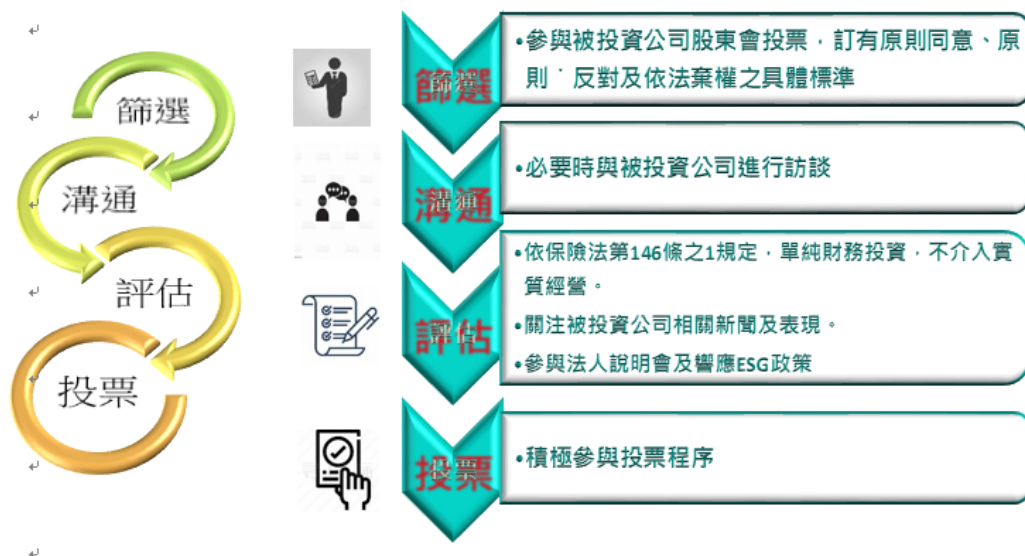 篩選
溝通
評估
投票
篩選
•參與被投資公司股東會投票，訂有原則同意、原
則˙反對及依法棄權之具體標準
溝通
•必要時與被投資公司進行訪談
評估
•依保險法第146條之1規定，單純財務投資，不介入實
質經營。
•關注被投資公司相關新聞及表現。
•參與法人說明會及響應ESG政策
投票
•積極參與投票程序